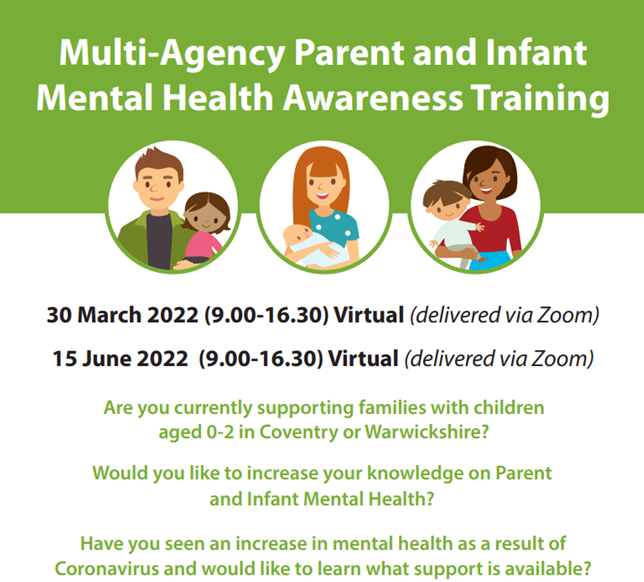 Multi-Agency Parent and Infant
Mental Health Awareness Training
30 March 2022 (9.00-16.30) Virtual (delivered via Zoom)
15 June 2022 (9.00-16.30) Virtual (delivered via Zoom)
Are you currently supporting families with children
aged 0-2 in Coventry or Warwickshire?
Would you like to increase your knowledge on Parent
and Infant Mental Health?
Have you seen an increase in mental health as a result of
Coronavirus and would like to learn what support is available?